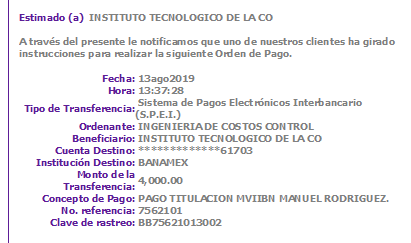 Estimado (a) INSTITUTO TECNOLOGICO DE LA CO
A través del presente le notificamos que uno de nuestros clientes ha girado
instrucciones para realizar la siguiente Orden de Pago.
Fecha: 13ago2019
Hora: 13:37:28
Tipo de Transferencia: Sistema de Pagos Electrónicos Interbancario
(S.P.E.I.)
Ordenante: INGENIERIA DE COSTOS CONTROL
Beneficiario: INSTITUTO TECNOLOGICO DE LA CO
Cuenta Destino: *************61703
Institución Destino: BANAMEX
Monto de la
Transferencia: 4,000.00
Concepto de Pago: PAGO TITULACION MVIIBN MANUEL RODRIGUEZ.
No. referencia: 7562101
Clave de rastreo: BB75621013002